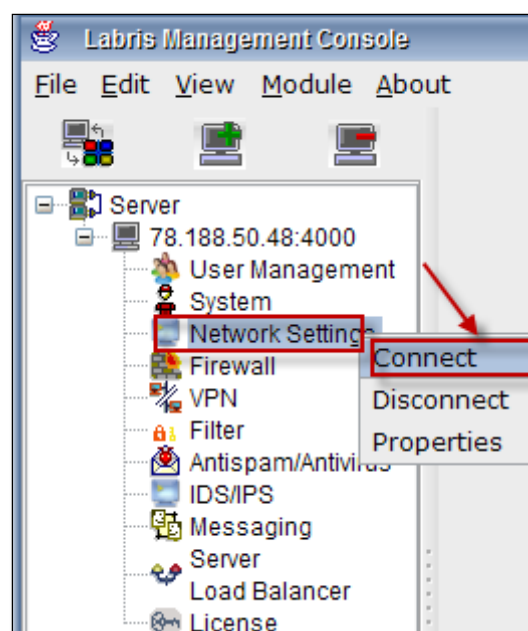 Labris Management Console
File Edit View Module About
Server
78.188.50.48:4000
User Management
System
Network Settings
Connect
Firewall
Disconnect
VPN
Filter
Properties
Antispam/Antivirus
IDS/IPS
Messaging
Server
Load Balancer
License